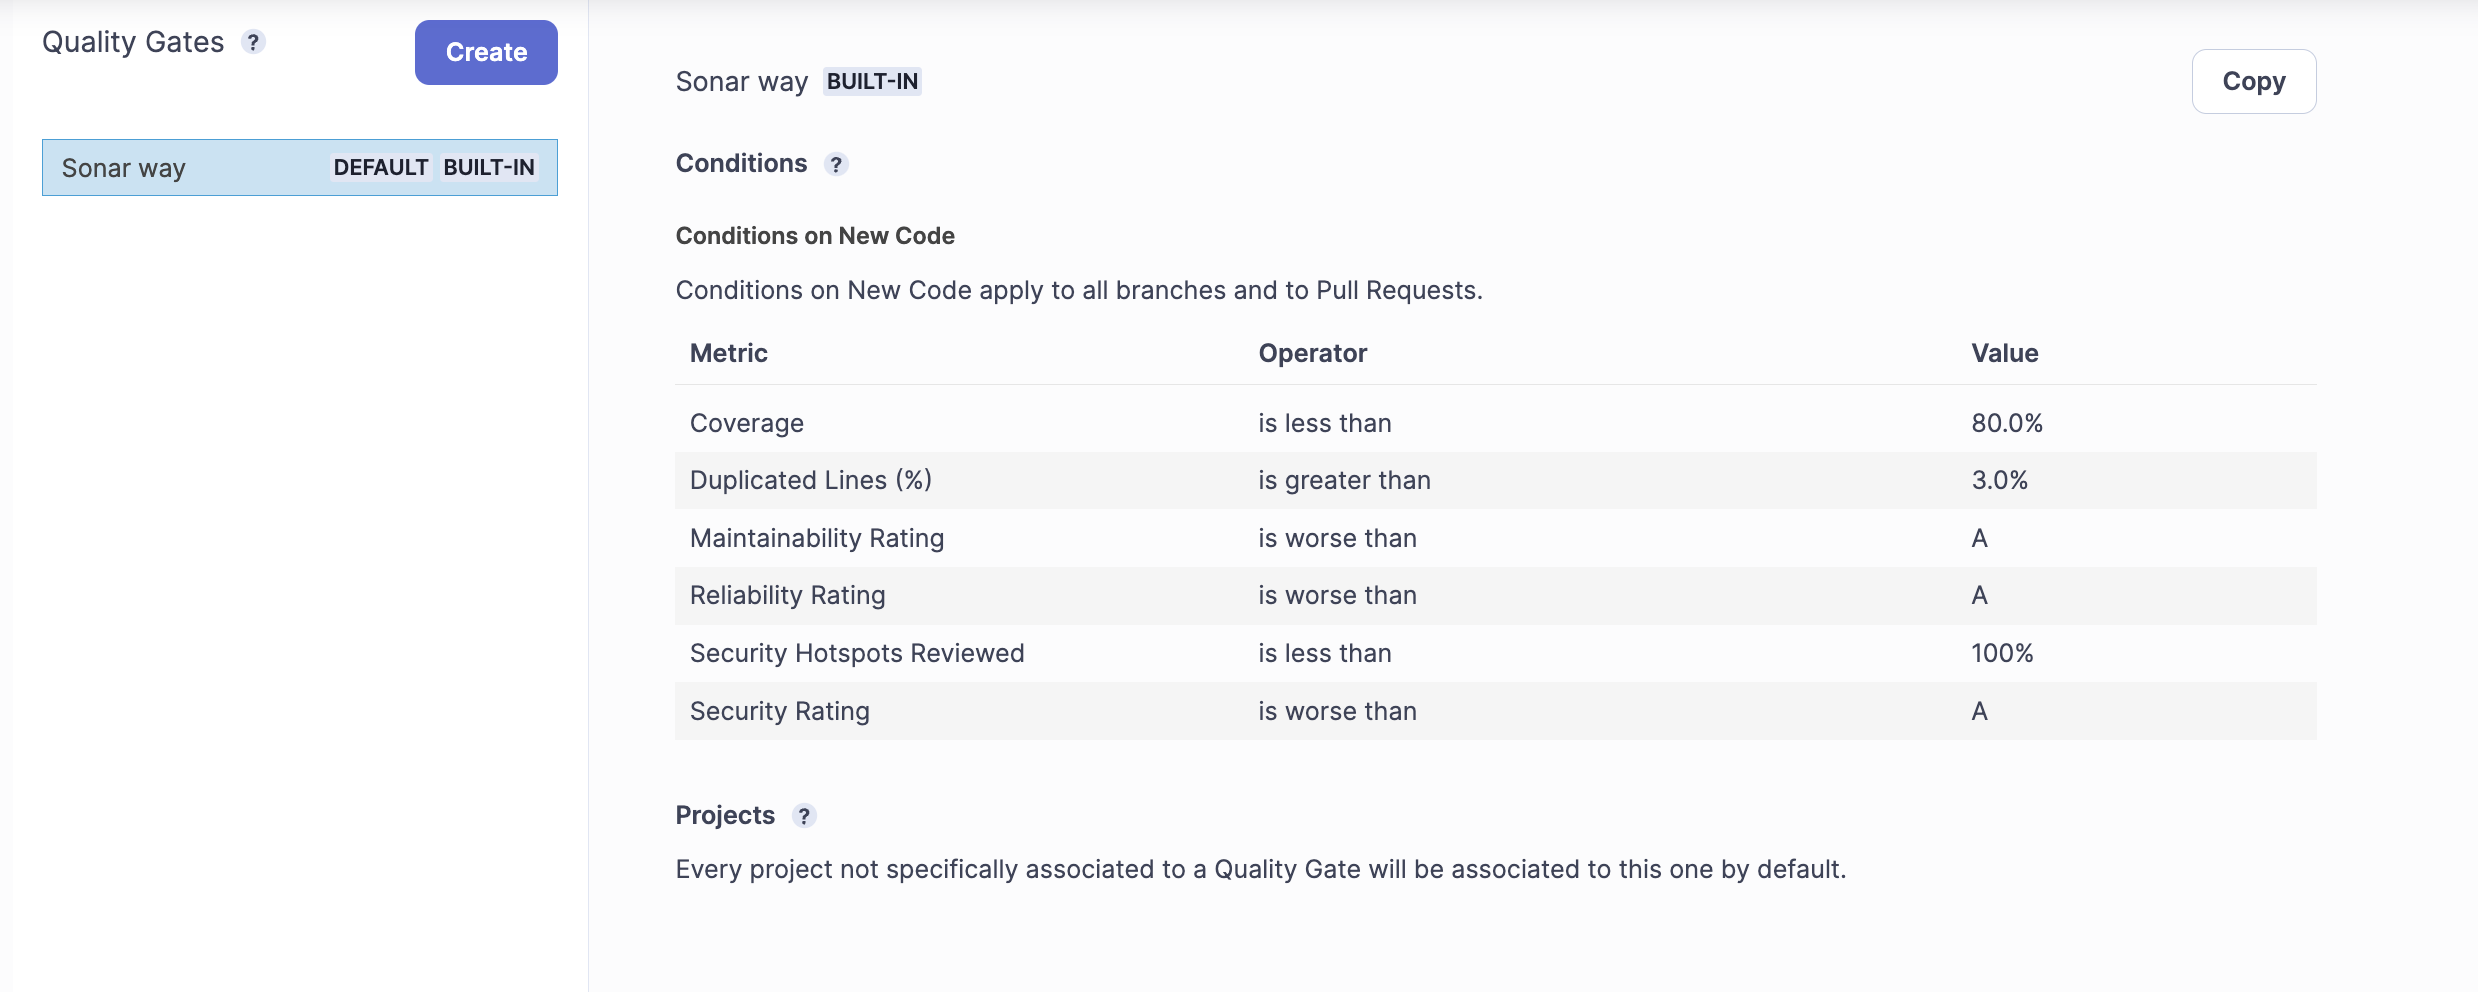 Quality Gates ?
Create
Sonar way DEFAULT BUILT-IN
Sonar way BUILT-IN
Copy
Conditions ?
Conditions on New Code
Conditions on New Code apply to all branches and to Pull Requests.
Metric Operator Value
Coverage is less than 80.0%
Duplicated Lines (%) is greater than 3.0%
Maintainability Rating is worse than A
Reliability Rating is worse than A
Security Hotspots Reviewed is less than 100%
Security Rating is worse than A
Projects ?
Every project not specifically associated to a Quality Gate will be associated to this one by default.